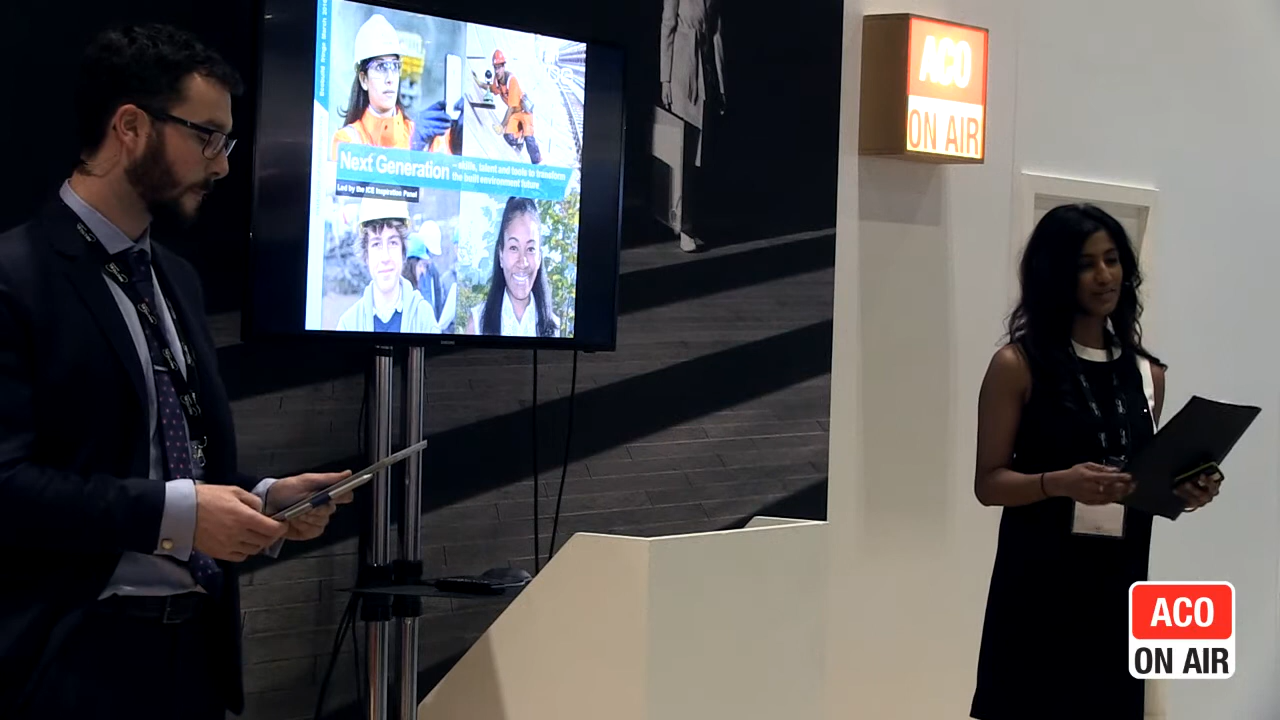 Next Generation – skills, talent and tools to transform
the built environment future
Led by the ICE Inspiration Panel
ACO
ON AIR
ACO
ON AIR